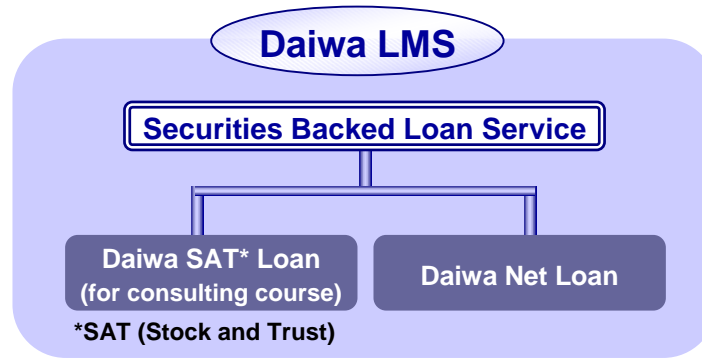 Daiwa LMS
Securities Backed Loan Service
Daiwa SAT* Loan
(for consulting course)
Daiwa Net Loan
*SAT (Stock and Trust)